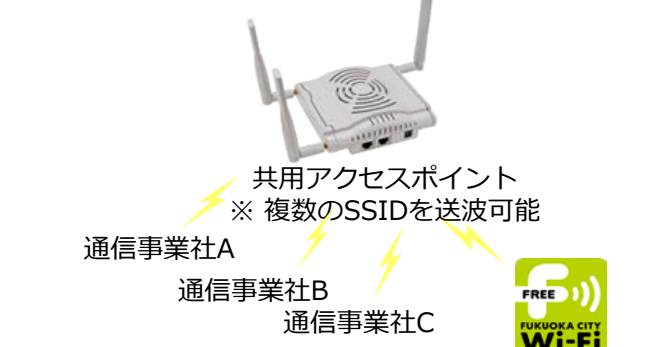 共用アクセスポイント
※ 複数のSSIDを送波可能
通信事業社A
通信事業社B
通信事業社C
FREE
FUKUOKA CITY
Wi-Fi